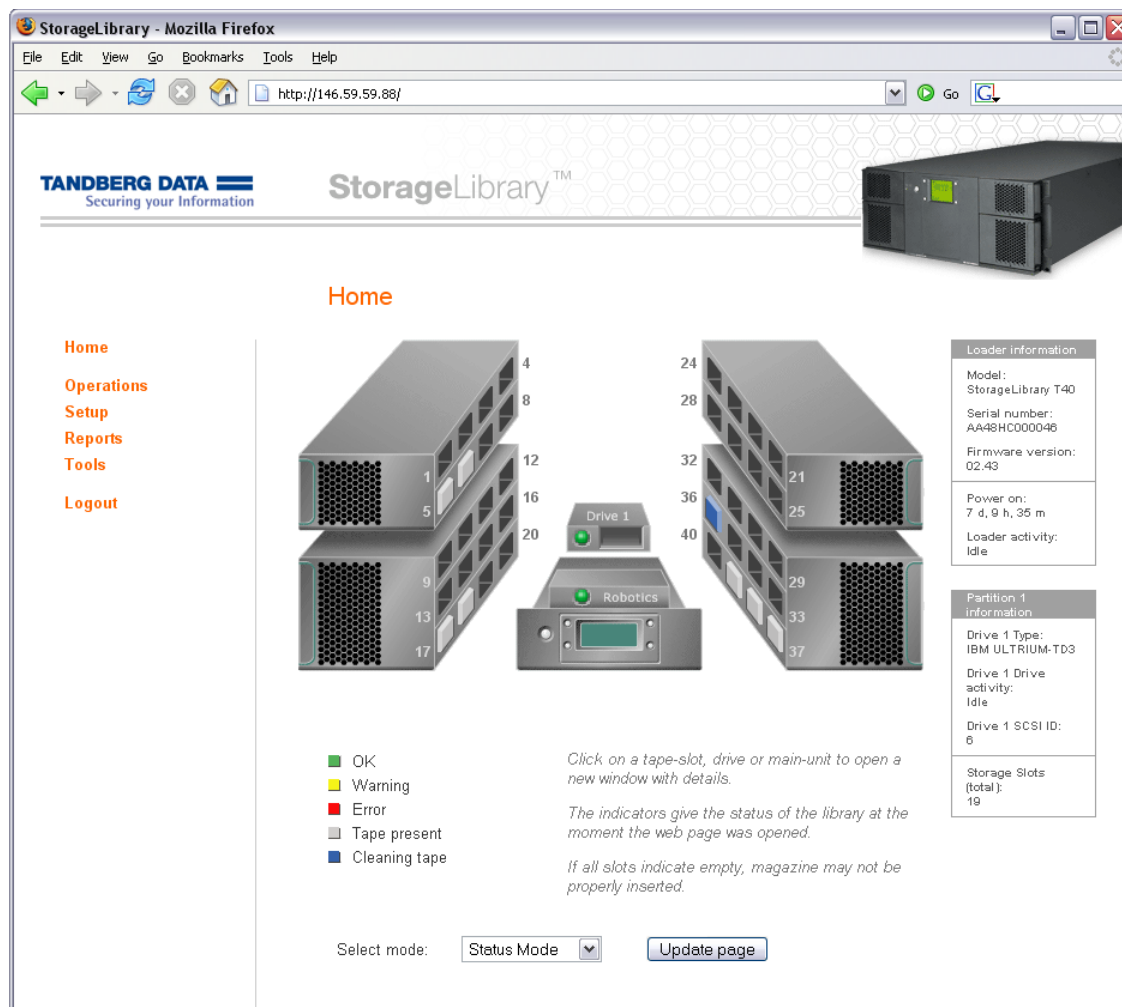 StorageLibrary - Mozilla Firefox
File Edit View Go Bookmarks Tools Help
http://146.59.59.88/
Go
G
TANDBERG DATA
Securing your Information
StorageLibrary™
Home
Home
Operations
Setup
Reports
Tools
Logout
4
8
12
16
20
1
5
9
13
17
Drive 1
Robotics
24
28
32
36
40
21
25
29
33
37
Loader information
Model:
StorageLibrary T40
Serial number:
AA48HC000046
Firmware version:
02.43
Power on:
7 d, 9 h, 35 m
Loader activity:
Idle
Partition 1
information
Drive 1 Type:
IBM ULTRIUM-TD3
Drive 1 Drive
activity:
Idle
Drive 1 SCSI ID:
6
Storage Slots
(total):
19
OK
Warning
Error
Tape present
Cleaning tape
Click on a tape-slot, drive or main-unit to open a
new window with details.
The indicators give the status of the library at the
moment the web page was opened.
If all slots indicate empty, magazine may not be
properly inserted.
Select mode: Status Mode Update page